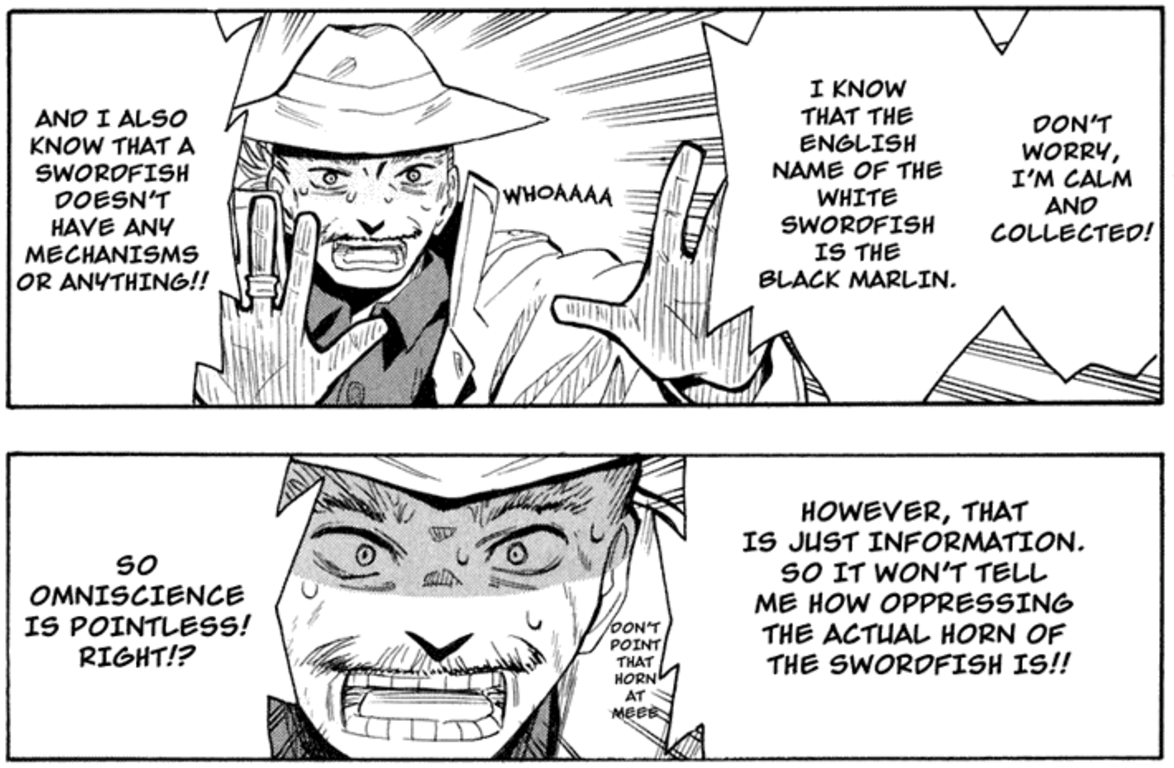 DON'T
WORRY,
I'M CALM
AND
COLLECTED!
I KNOW
THAT THE
ENGLISH
NAME OF THE
WHITE
SWORDFISH
IS THE
BLACK MARLIN.
WHOAAAA
AND I ALSO
KNOW THAT A
SWORDFISH
DOESN'T
HAVE ANY
MECHANISMS
OR ANYTHING!!
HOWEVER, THAT
IS JUST INFORMATION.
SO IT WON'T TELL
ME HOW OPPRESSING
THE ACTUAL HORN OF
THE SWORDFISH IS!!
DON'T
POINT
THAT
HORN
AT
MEEE
SO
OMNISCIENCE
IS POINTLESS!
RIGHT!?